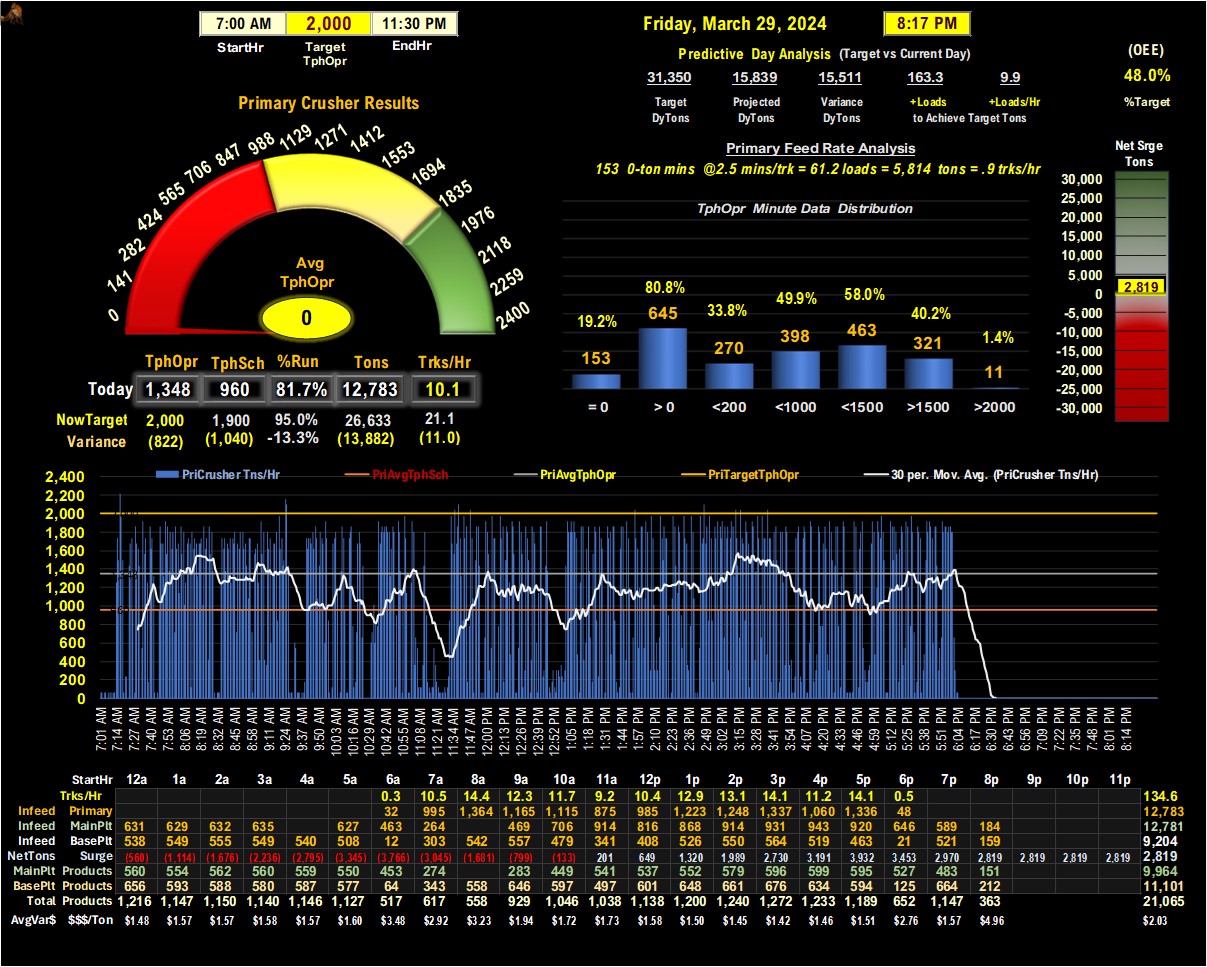 7:00 AM 2,000 11:30 PM
StartHr Target TphOpr EndHr
Friday, March 29, 2024 8:17 PM
Predictive Day Analysis (Target vs Current Day)
31,350 15,839 15,511 163.3 9.9
Target DyTons Projected DyTons Variance DyTons +Loads +Loads/Hr
to Achieve Target Tons
(OEE)
48.0%
%Target
Primary Crusher Results
0 141 282 424 565 706 847 988 1129 1271 1412 1553 1694 1835 1976 2118 2259 2400
Avg
TphOpr
0
TphOpr TphSch %Run Tons Trks/Hr
Today 1,348 960 81.7% 12,783 10.1
NowTarget 2,000 1,900 95.0% 26,633 21.1
Variance (822) (1,040) -13.3% (13,882) (11.0)
Primary Feed Rate Analysis
153 0-ton mins @2.5 mins/trk = 61.2 loads = 5,814 tons = .9 trks/hr
TphOpr Minute Data Distribution
19.2% 80.8% 33.8% 49.9% 58.0% 40.2% 1.4%
153 645 270 398 463 321 11
= 0 > 0 <200 <1000 <1500 >1500 >2000
Net Srge
Tons
30,000
25,000
20,000
15,000
10,000
5,000
2,819
0
-5,000
-10,000
-15,000
-20,000
-25,000
-30,000
PriCrusher Tns/Hr PriAvgTphSch PriAvgTphOpr PriTargetTphOpr 30 per. Mov. Avg. (PriCrusher Tns/Hr)
2,400
2,200
2,000
1,800
1,600
1,400
1,200
1,000
800
600
400
200
0
7:01 AM 7:14 AM 7:27 AM 7:40 AM 7:53 AM 8:06 AM 8:19 AM 8:32 AM 8:45 AM 8:58 AM 9:11 AM 9:24 AM 9:37 AM 9:50 AM 10:03 AM 10:16 AM 10:29 AM 10:42 AM 10:55 AM 11:08 AM 11:21 AM 11:34 AM 11:47 AM 12:00 PM 12:13 PM 12:26 PM 12:39 PM 12:52 PM 1:05 PM 1:18 PM 1:31 PM 1:44 PM 1:57 PM 2:10 PM 2:23 PM 2:36 PM 2:49 PM 3:02 PM 3:15 PM 3:28 PM 3:41 PM 3:54 PM 4:07 PM 4:20 PM 4:33 PM 4:46 PM 4:59 PM 5:12 PM 5:25 PM 5:38 PM 5:51 PM 6:04 PM 6:17 PM 6:30 PM 6:43 PM 6:56 PM 7:09 PM 7:22 PM 7:35 PM 7:48 PM 8:01 PM 8:14 PM
StartHr 12a 1a 2a 3a 4a 5a 6a 7a 8a 9a 10a 11a 12p 1p 2p 3p 4p 5p 6p 7p 8p 9p 10p 11p
Trks/Hr 0.3 10.5 14.4 12.3 11.7 9.2 10.4 12.9 13.1 14.1 11.2 14.1 0.5 134.6
Infeed Primary 32 995 1,364 1,165 1,115 875 985 1,223 1,248 1,337 1,060 1,336 48 12,783
Infeed MainPlt 631 629 632 635 627 463 264 469 706 914 816 868 914 931 943 920 646 589 184 12,781
Infeed BasePlt 538 549 555 549 540 508 12 303 542 557 479 341 408 526 550 564 519 463 21 521 159 9,204
NetTons Surge (560) (1,114) (1,676) (2,236) (2,795) (3,345) (3,766) (3,045) (1,681) (799) (133) 201 649 1,320 1,989 2,730 3,191 3,932 3,453 2,970 2,819 2,819 2,819 2,819 2,819
MainPlt Products 560 554 562 560 559 550 453 274 283 449 541 537 552 579 596 599 595 527 483 151 9,964
BasePlt Products 656 593 588 580 587 577 64 343 558 646 597 497 601 648 661 676 634 594 125 664 212 11,101
Total Products 1,216 1,147 1,150 1,140 1,146 1,127 517 617 558 929 1,046 1,038 1,138 1,200 1,240 1,272 1,233 1,189 652 1,147 363 21,065
AvgVar$ $$$/Ton $1.48 $1.57 $1.57 $1.58 $1.57 $1.60 $3.48 $2.92 $3.23 $1.94 $1.72 $1.73 $1.58 $1.50 $1.45 $1.42 $1.46 $1.51 $2.76 $1.57 $4.96 $2.03